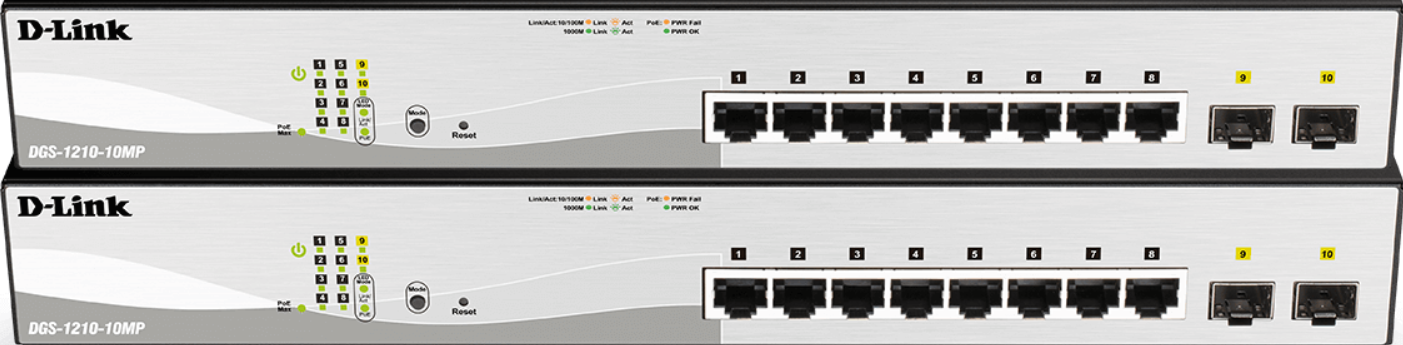 D-Link
Link/Act:10/100M Link Act PoE: PWR Fail
1000M Link Act PWR OK
1 5 9
2 6 10
3 7 LED Mode
4 8 Link/Act
PoE Max PoE
Mode
Reset
1 2 3 4 5 6 7 8 9 10
DGS-1210-10MP
D-Link
Link/Act:10/100M Link Act PoE: PWR Fail
1000M Link Act PWR OK
1 5 9
2 6 10
3 7 LED Mode
4 8 Link/Act
PoE Max PoE
Mode
Reset
1 2 3 4 5 6 7 8 9 10
DGS-1210-10MP